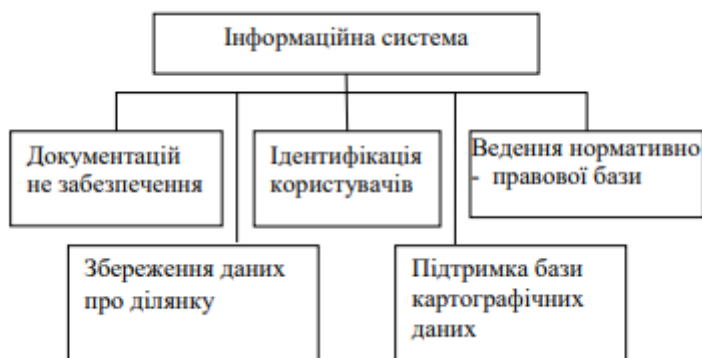 Інформаційна система
Документацій
не забезпечення
Ідентифікація
користувачів
Ведення нормативно
- правової бази
Збереження даних
про ділянку
Підтримка бази
картографічних
даних